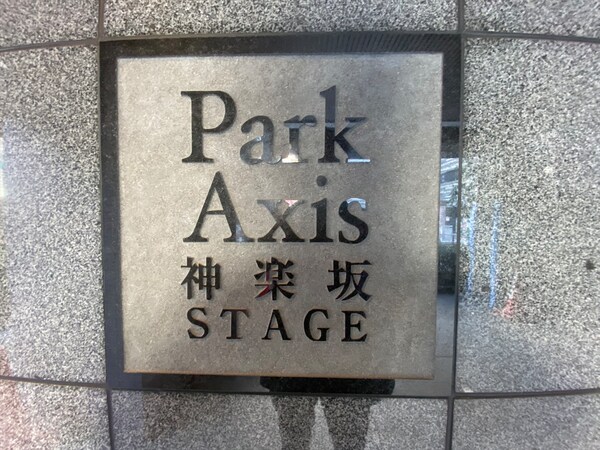 Park
Axis
神楽坂
STAGE